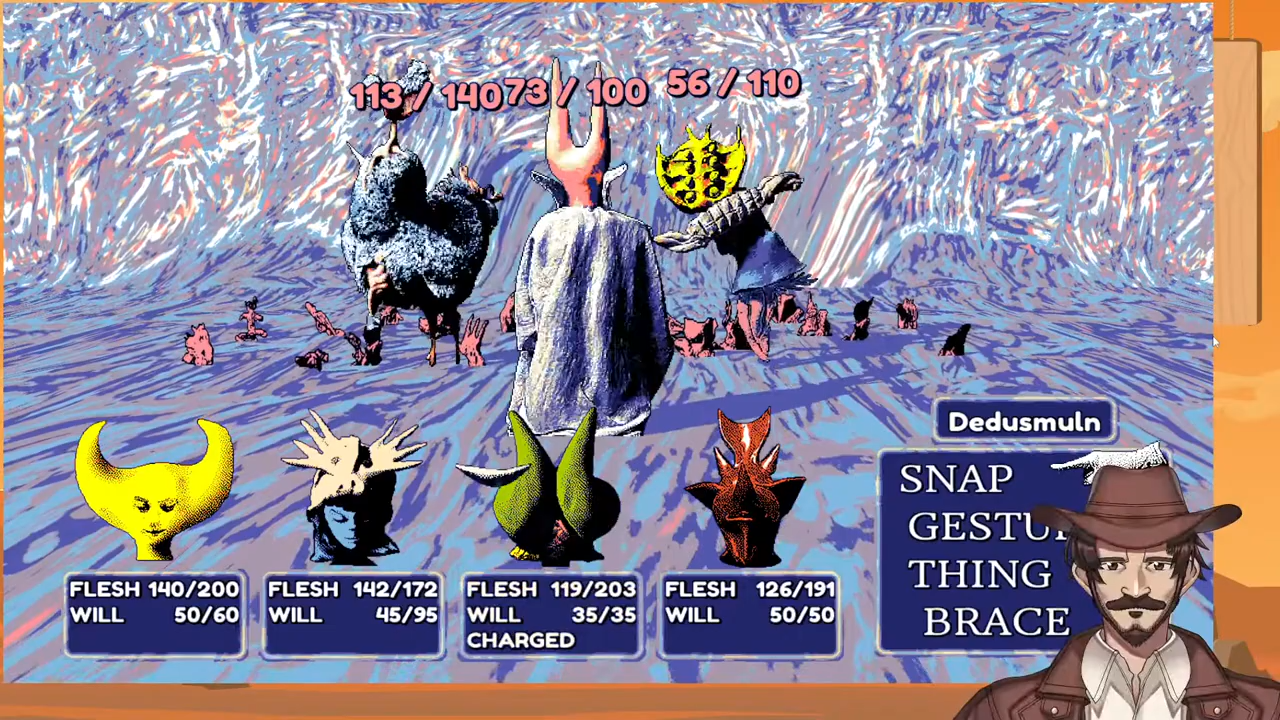 113 / 140
73 / 100
56 / 110
Dedusmuln
SNAP
GESTU
THING
BRACE
FLESH 140/200
WILL 50/60
FLESH 142/172
WILL 45/95
FLESH 119/203
WILL 35/35
CHARGED
FLESH 126/191
WILL 50/50